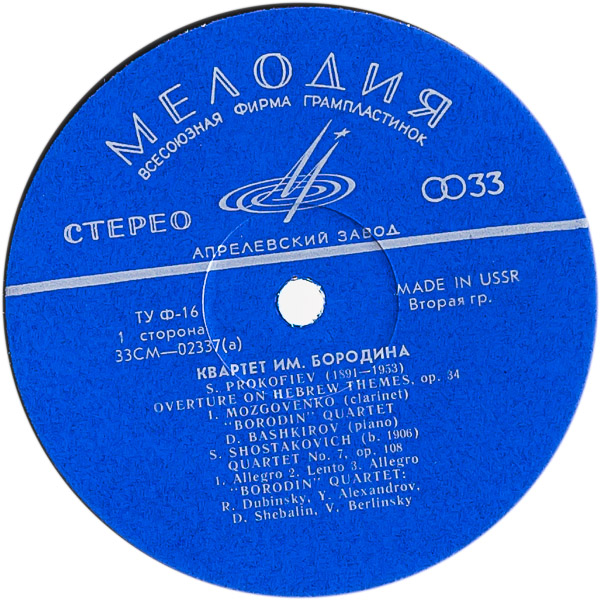 МЕЛОДИЯ
ВСЕСОЮЗНАЯ ФИРМА ГРАМПЛАСТИНОК
СТЕРЕО
33
АПРЕЛЕВСКИЙ ЗАВОД
ТУ Ф-16
1 сторона
33СМ—02337(а)
MADE IN USSR
Вторая гр.
КВАРТЕТ ИМ. БОРОДИНА
S. PROKOFIEV (1891—1953)
OVERTURE ON HEBREW THEMES, op. 34
I. MOZGOVENKO (clarinet)
"BORODIN" QUARTET
D. BASHKIROV (piano)
S. SHOSTAKOVICH (b. 1906)
QUARTET No. 7, op. 108
1. Allegro 2. Lento 3. Allegro
"BORODIN" QUARTET:
R. Dubinsky, Y. Alexandrov,
D. Shebalin, V. Berlinsky